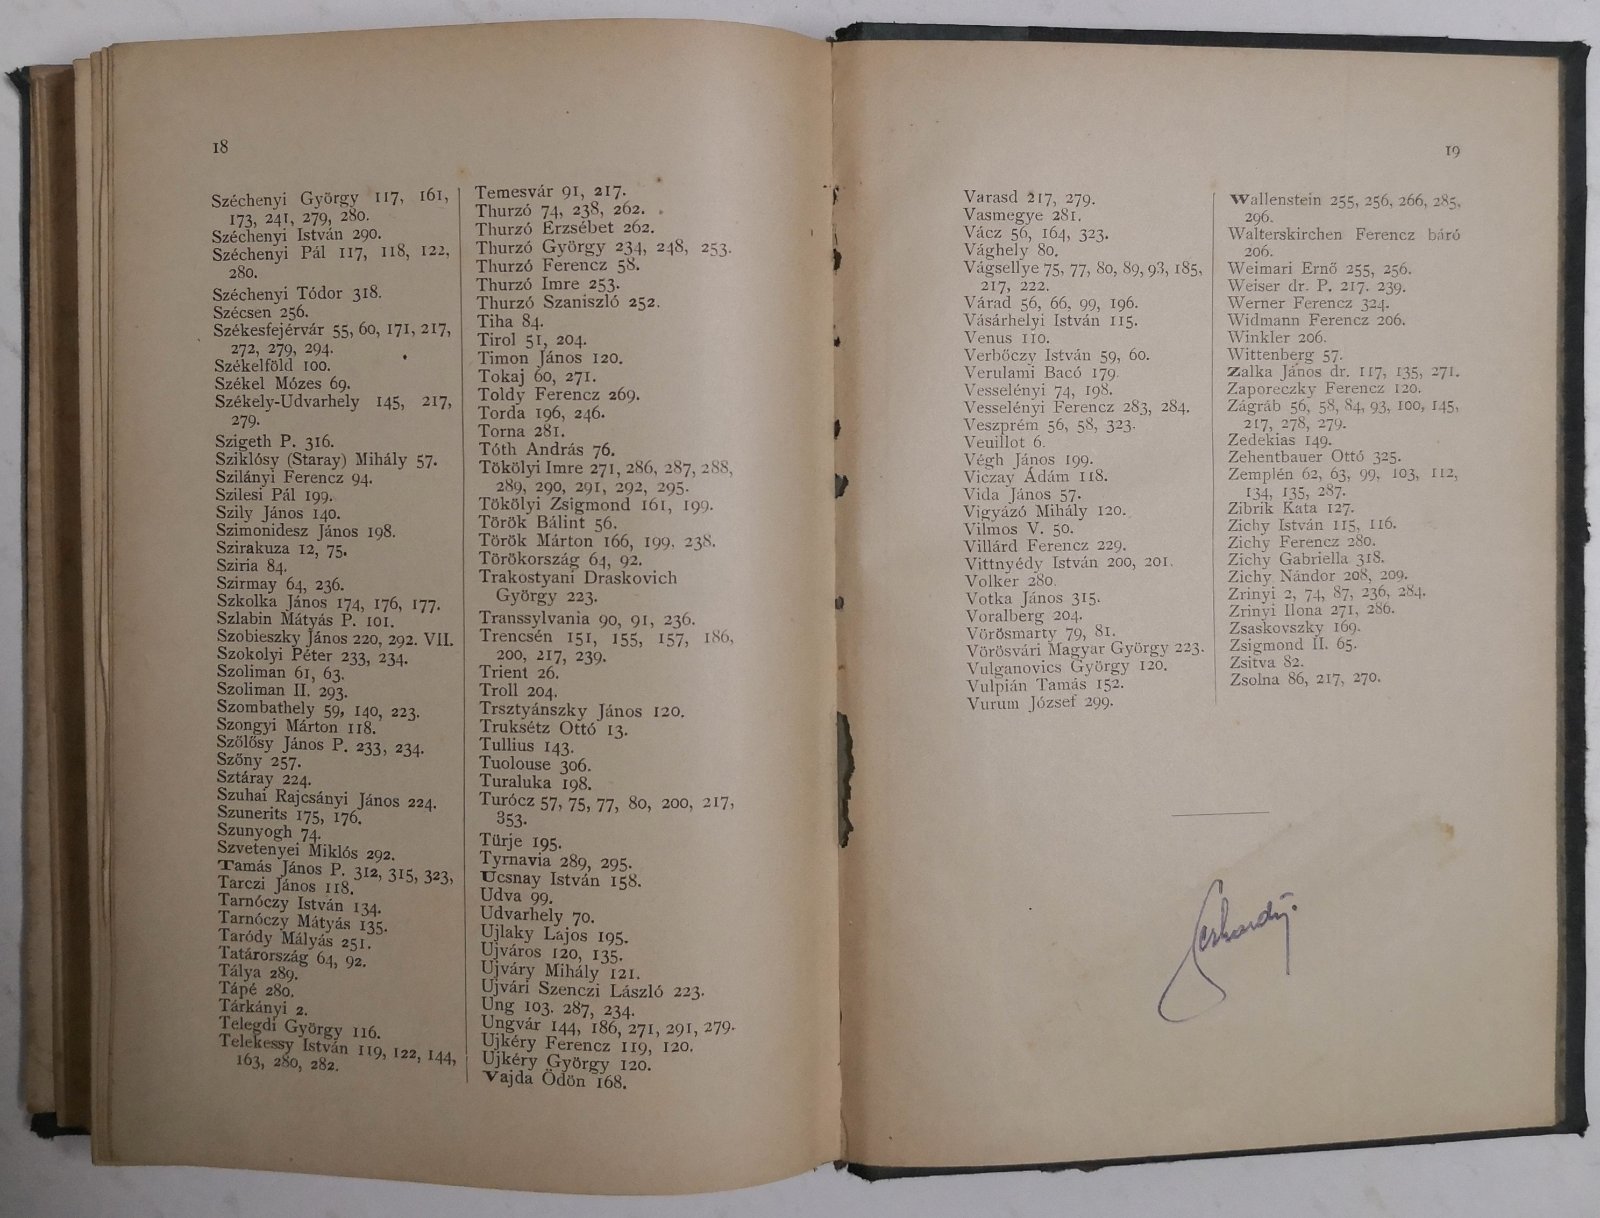 18
Széchenyi György 117, 161,
173, 241, 279, 280.
Széchenyi István 290.
Széchenyi Pál 117, 118, 122,
280.
Széchenyi Tódor 318.
Szécsen 256.
Székesfejérvár 55, 60, 171, 217,
272, 279, 294.
Székelföld 100.
Székel Mózes 69.
Székely-Udvarhely 145, 217,
279.
Szigeth P. 316.
Sziklósy (Staray) Mihály 57.
Szilányi Ferencz 94.
Szilesi Pál 199.
Szily János 140.
Szimonidesz János 198.
Szirakuza 12, 75.
Sziria 84.
Szirmay 64, 236.
Szkolka János 174, 176, 177.
Szlabin Mátyás P. 101.
Szobieszky János 220, 292. VII.
Szokolyi Péter 233, 234.
Szoliman 61, 63.
Szoliman II. 293.
Szombathely 59, 140, 223.
Szongyi Márton 118.
Szölősy János P. 233, 234.
Szőny 257.
Sztáray 224.
Szuhai Rajcsányi János 224.
Szunerits 175, 176.
Szunyogh 74.
Szvetenyei Miklós 292.
Tamás János P. 312, 315, 323,
Tarczi János 118.
Tarnóczy István 134.
Tarnóczy Mátyás 135.
Taródy Mályás 251.
Tatárország 64, 92.
Tálya 289.
Tápé 280.
Tárkányi 2.
Telegdi György 116.
Telekessy István 119, 122, 144,
163, 280, 282.
Temesvár 91, 217.
Thurzó 74, 238, 262.
Thurzó Erzsébet 262.
Thurzó György 234, 248, 253.
Thurzó Ferencz 58.
Thurzó Imre 253.
Thurzó Szaniszló 252.
Tiha 84.
Tirol 51, 204.
Timon János 120.
Tokaj 60, 271.
Toldy Ferencz 269.
Torda 196, 246.
Torna 281.
Tóth András 76.
Tökölyi Imre 271, 286, 287, 288,
289, 290, 291, 292, 295.
Tökölyi Zsigmond 161, 199.
Török Bálint 56.
Török Márton 166, 199, 238.
Törökország 64, 92.
Trakostyani Draskovich
György 223.
Transsylvania 90, 91, 236.
Trencsén 151, 155, 157, 186,
200, 217, 239.
Trient 26.
Troll 204.
Trsztyánszky János 120.
Truksétz Ottó 13.
Tullius 143.
Tuolouse 306.
Turaluka 198.
Turócz 57, 75, 77, 80, 200, 217,
353.
Türje 195.
Tyrnavia 289, 295.
Ucsnay István 158.
Udva 99.
Udvarhely 70.
Ujlaky Lajos 195.
Ujváros 120, 135.
Ujváry Mihály 121.
Ujvári Szenczi László 223.
Ung 103. 287, 234.
Ungvár 144, 186, 271, 291, 279.
Ujkéry Ferencz 119, 120.
Ujkéry György 120.
Vajda Ödön 168.
19
Varasd 217, 279.
Vasmegye 281.
Vácz 56, 164, 323.
Vághely 80.
Vágsellye 75, 77, 80, 89, 93, 185,
217, 222.
Várad 56, 66, 99, 196.
Vásárhelyi István 115.
Venus 110.
Verbőczy István 59, 60.
Verulami Bacó 179.
Vesselényi 74, 198.
Vesselényi Ferencz 283, 284.
Veszprém 56, 58, 323.
Veuillot 6.
Végh János 199.
Viczay Ádám 118.
Vida János 57.
Vigyázó Mihály 120.
Vilmos V. 50.
Villárd Ferencz 229.
Vittnyédy István 200, 201.
Volker 280.
Votka János 315.
Voralberg 204.
Vörösmarty 79, 81.
Vörösvári Magyar György 223.
Vulganovics György 120.
Vulpián Tamás 152.
Vurum József 299.
Wallenstein 255, 256, 266, 285,
296.
Walterskirchen Ferencz báró
206.
Weimari Ernő 255, 256.
Weiser dr. P. 217. 239.
Werner Ferencz 324.
Widmann Ferencz 206.
Winkler 206.
Wittenberg 57.
Zalka János dr. 117, 135, 271.
Zaporeczky Ferencz 120.
Zágráb 56, 58, 84, 93, 100, 145,
217, 278, 279.
Zedekias 149.
Zehentbauer Ottó 325.
Zemplén 62, 63, 99, 103, 112,
134, 135, 287.
Zibrik Kata 127.
Zichy István 115, 116.
Zichy Ferencz 280.
Zichy Gabriella 318.
Zichy Nándor 208, 209.
Zrinyi 2, 74, 87, 236, 284.
Zrinyi Ilona 271, 286.
Zsaskovszky 169.
Zsigmond II. 65.
Zsitva 82.
Zsolna 86, 217, 270.